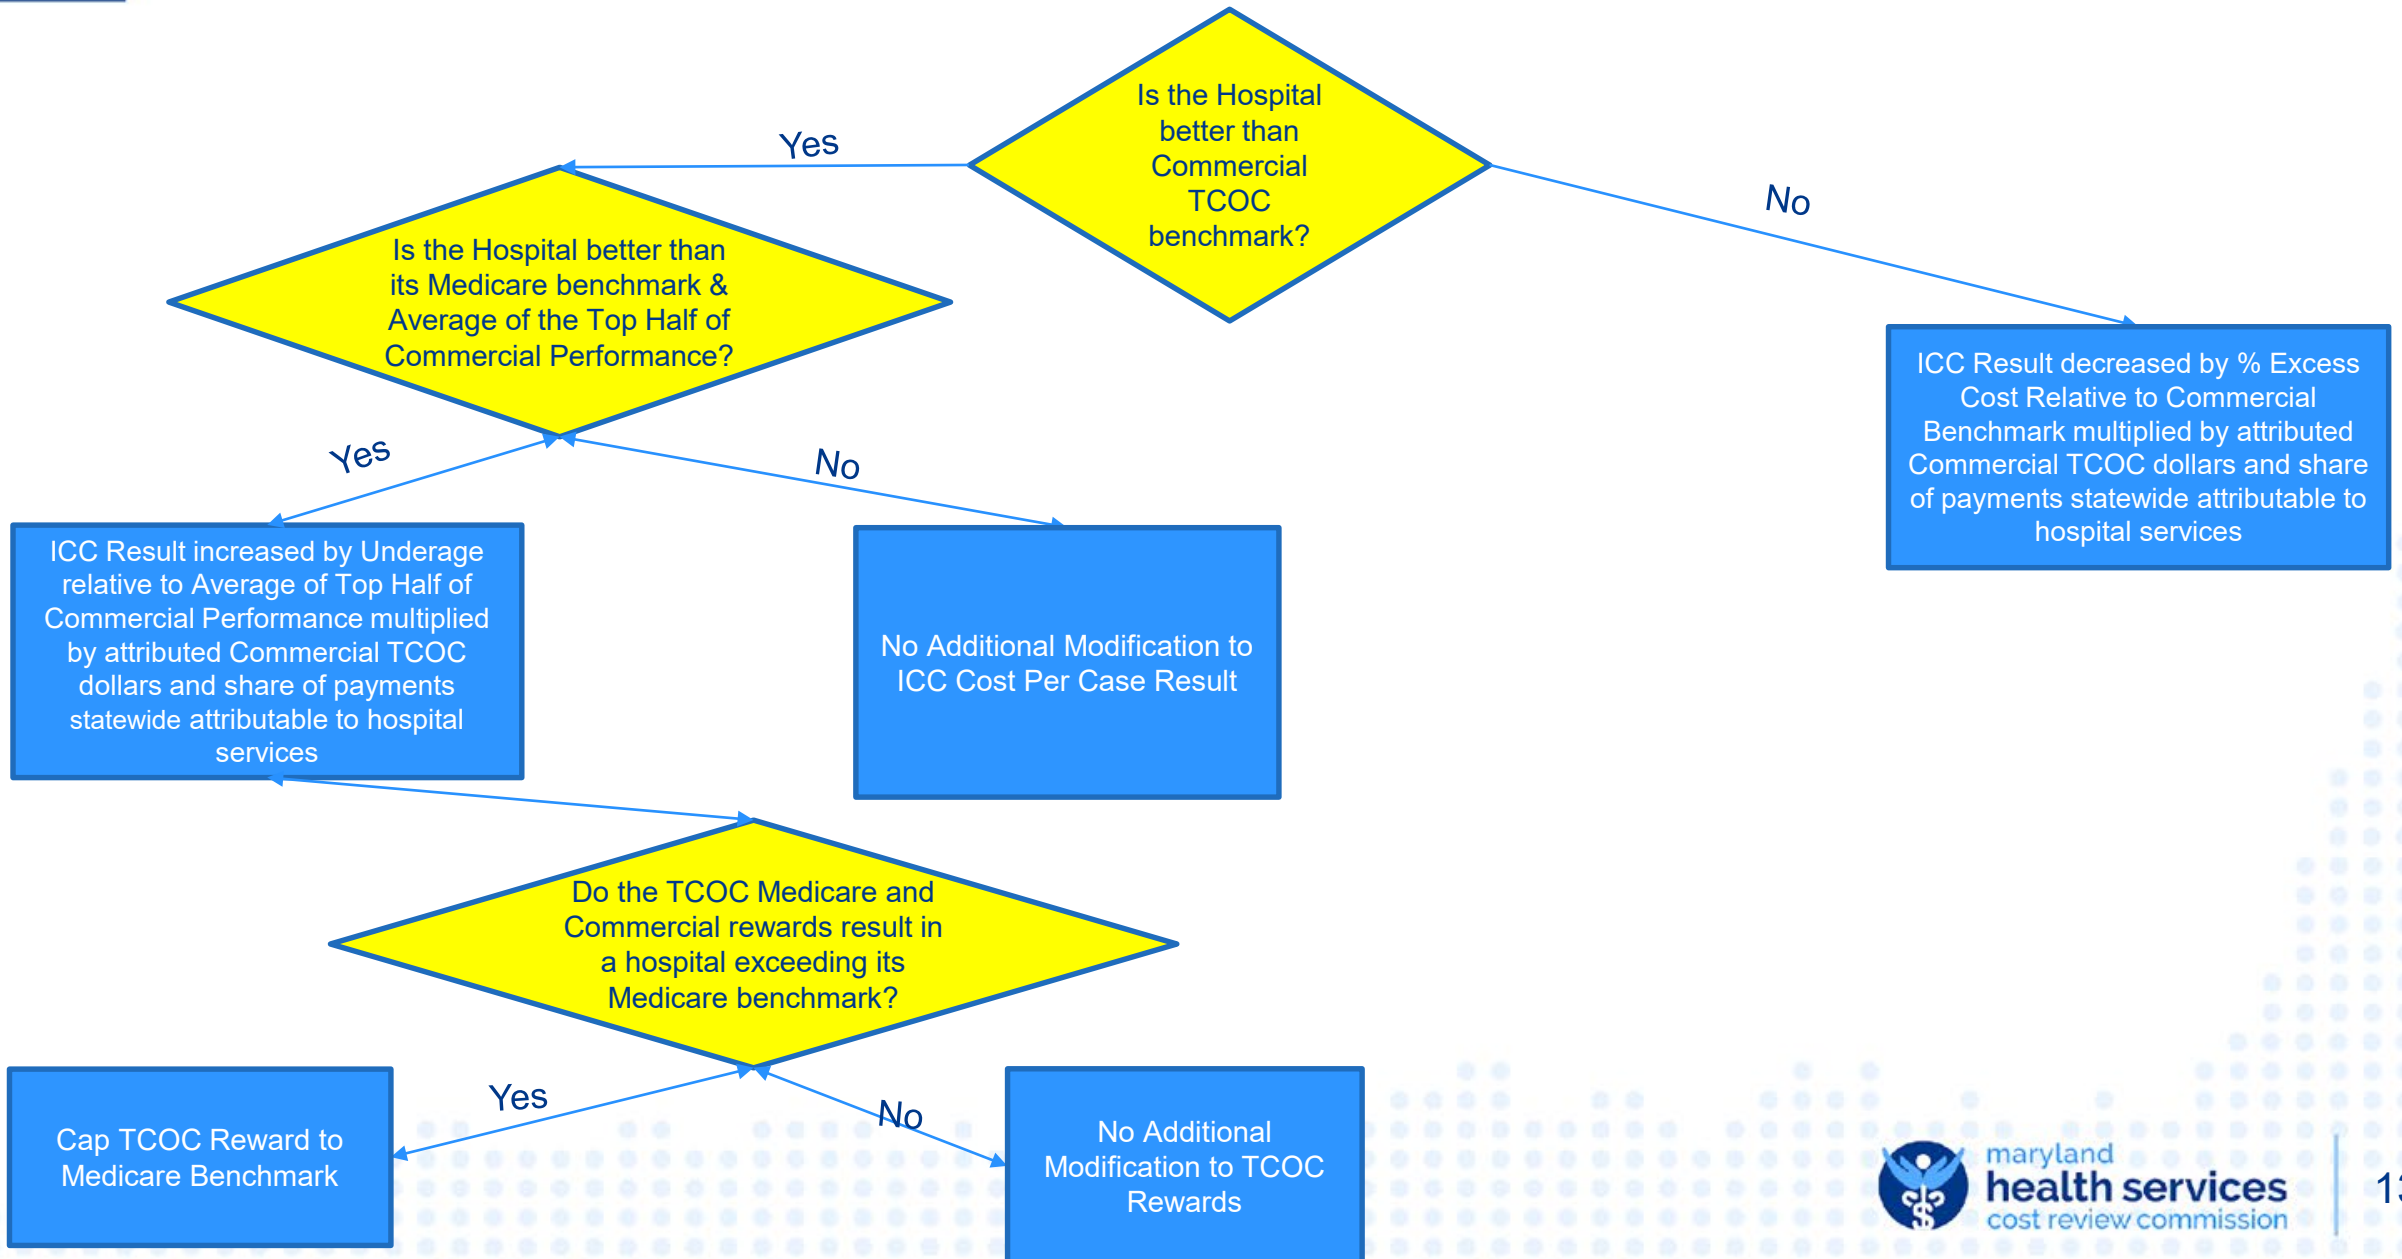 Is the Hospital
better than
Commercial
TCOC
benchmark?
Yes
No
Is the Hospital better than
its Medicare benchmark &
Average of the Top Half of
Commercial Performance?
ICC Result decreased by % Excess
Cost Relative to Commercial
Benchmark multiplied by attributed
Commercial TCOC dollars and share
of payments statewide attributable to
hospital services
Yes
No
ICC Result increased by Underage
relative to Average of Top Half of
Commercial Performance multiplied
by attributed Commercial TCOC
dollars and share of payments
statewide attributable to hospital
services
No Additional Modification to
ICC Cost Per Case Result
Do the TCOC Medicare and
Commercial rewards result in
a hospital exceeding its
Medicare benchmark?
Yes
No
Cap TCOC Reward to
Medicare Benchmark
No Additional
Modification to TCOC
Rewards
maryland
health services
cost review commission